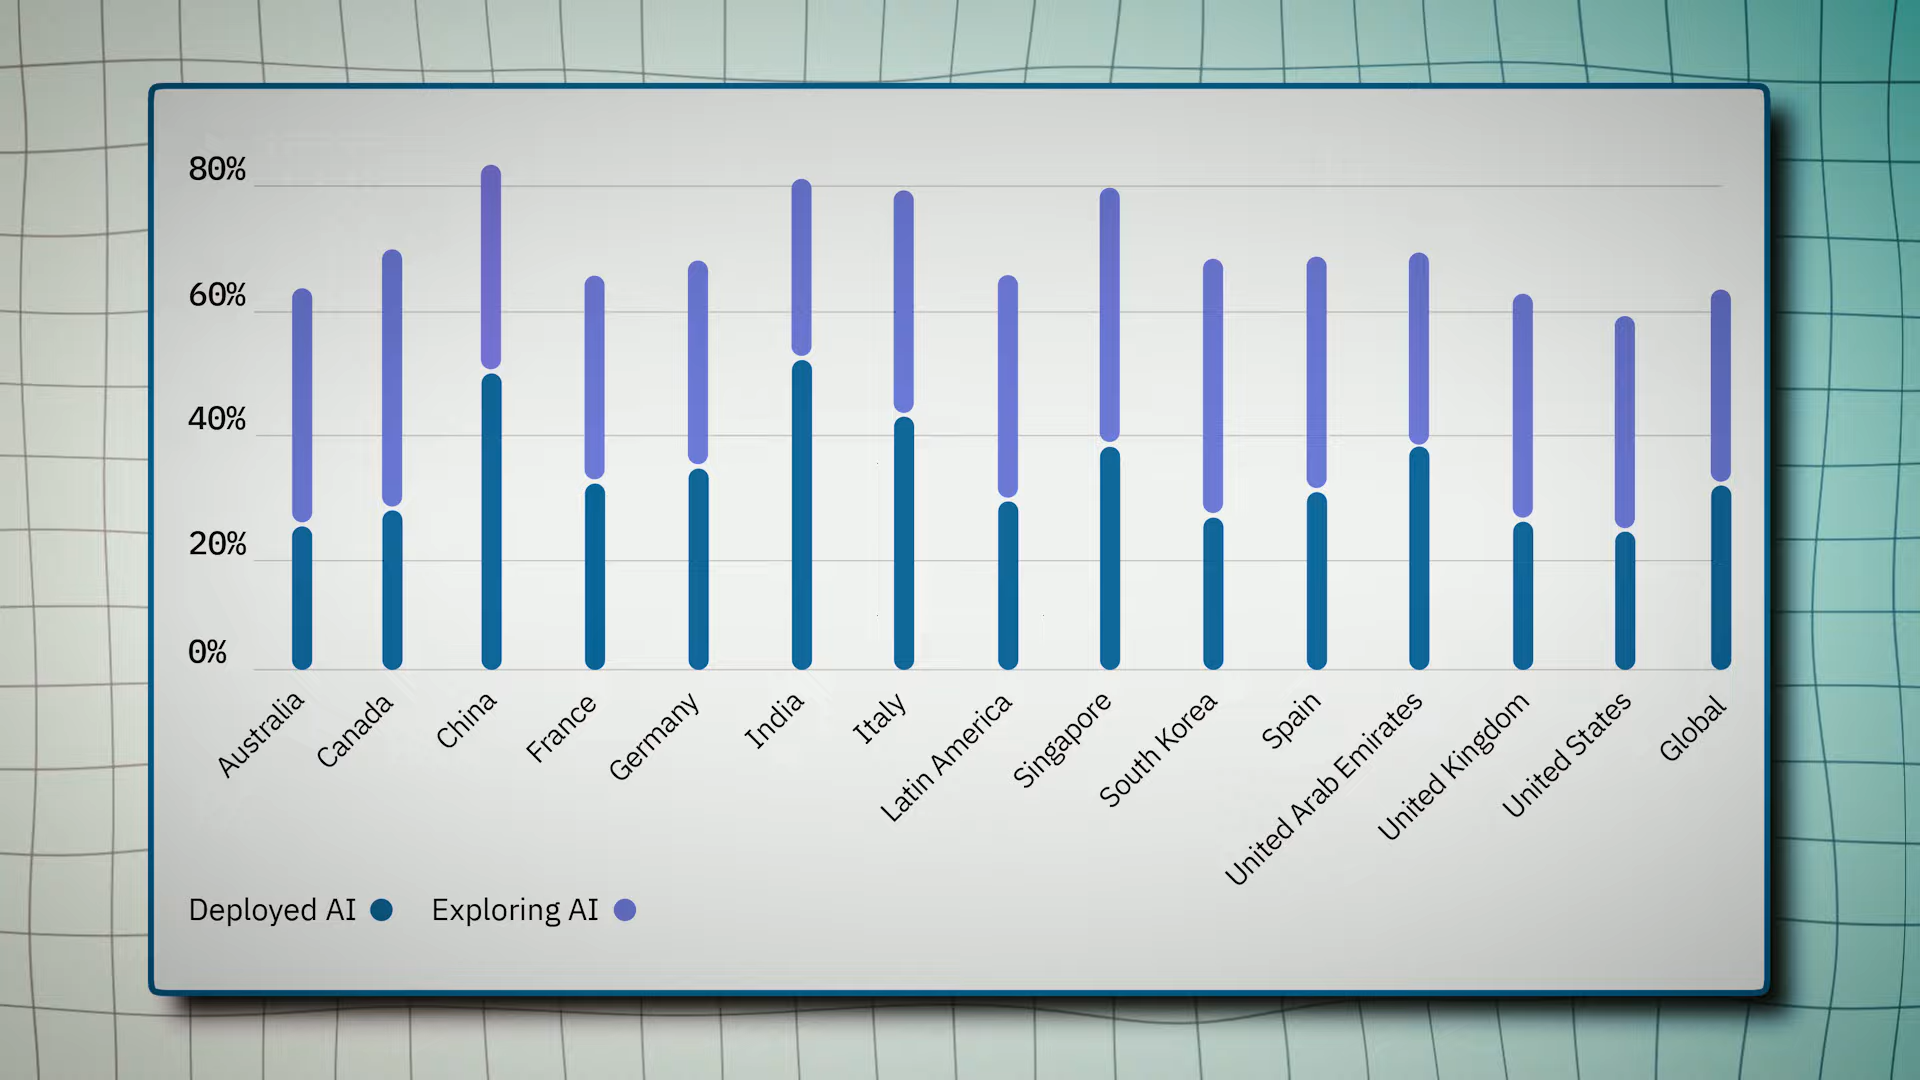 80%
60%
40%
20%
0%
Australia
Canada
China
France
Germany
India
Italy
Latin America
Singapore
South Korea
Spain
United Arab Emirates
United Kingdom
United States
Global
Deployed AI
Exploring AI